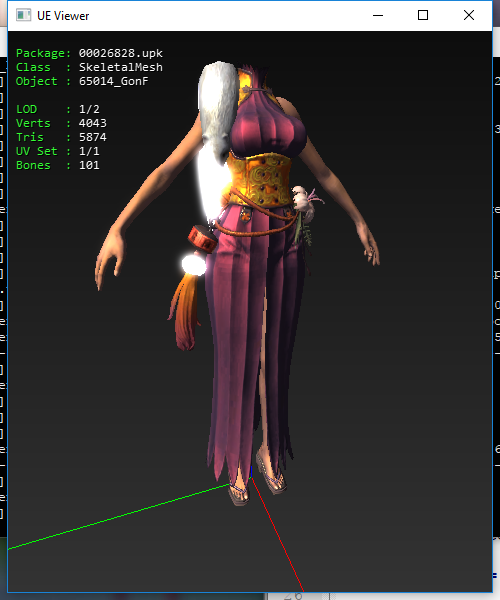 UE Viewer
Package: 00026828.upk
Class : SkeletalMesh
Object : 65014_GonF
LOD : 1/2
Verts : 4043
Tris : 5874
UV Set : 1/1
Bones : 101